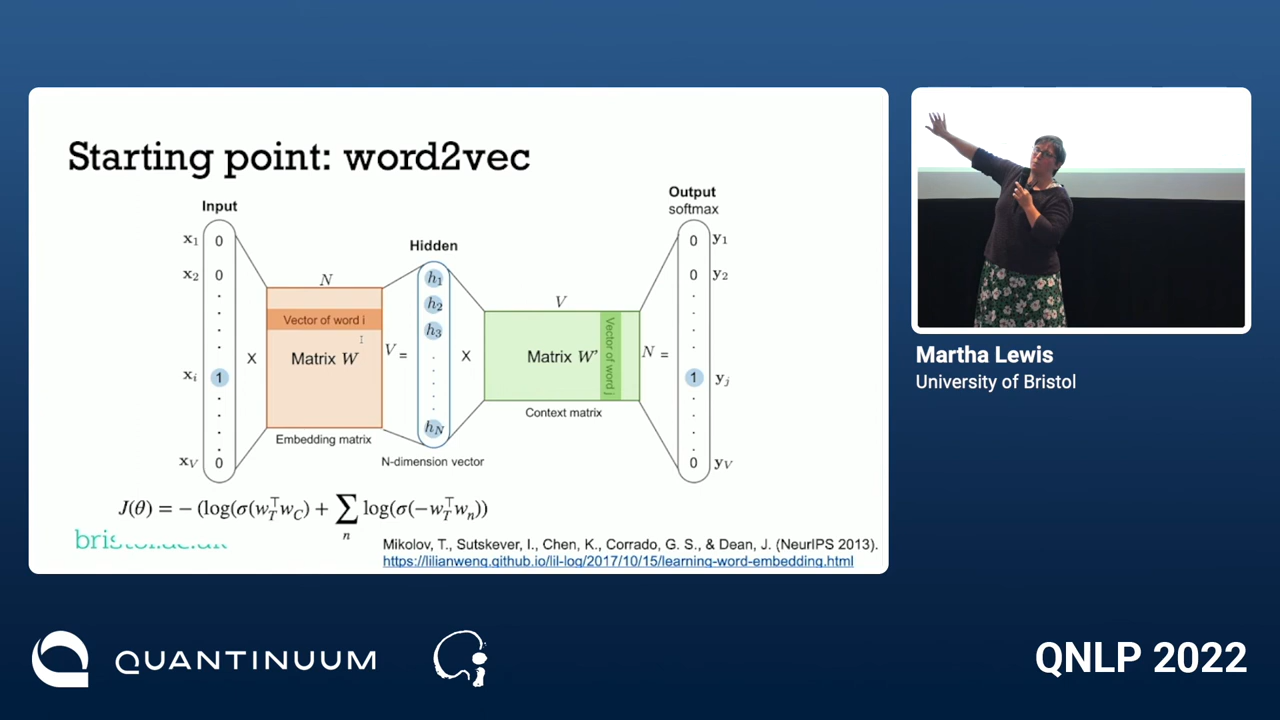 Starting point: word2vec
Input
Hidden
Output
softmax
x1 0
x2 0
xi 1
xV 0
N
Vector of word i
Matrix W
Embedding matrix
X
V =
h1
h2
h3
hN
N-dimension vector
X
V
Matrix W'
Vector of word j
Context matrix
N =
0 y1
0 y2
1 yj
0 yV
J(θ) = − (log(σ(w_T^⊤w_C) + ∑_n log(σ(−w_T^⊤w_n))
Mikolov, T., Sutskever, I., Chen, K., Corrado, G. S., & Dean, J. (NeurIPS 2013).
https://lilianweng.github.io/lil-log/2017/10/15/learning-word-embedding.html
Martha Lewis
University of Bristol
QUANTINUUM
QNLP 2022